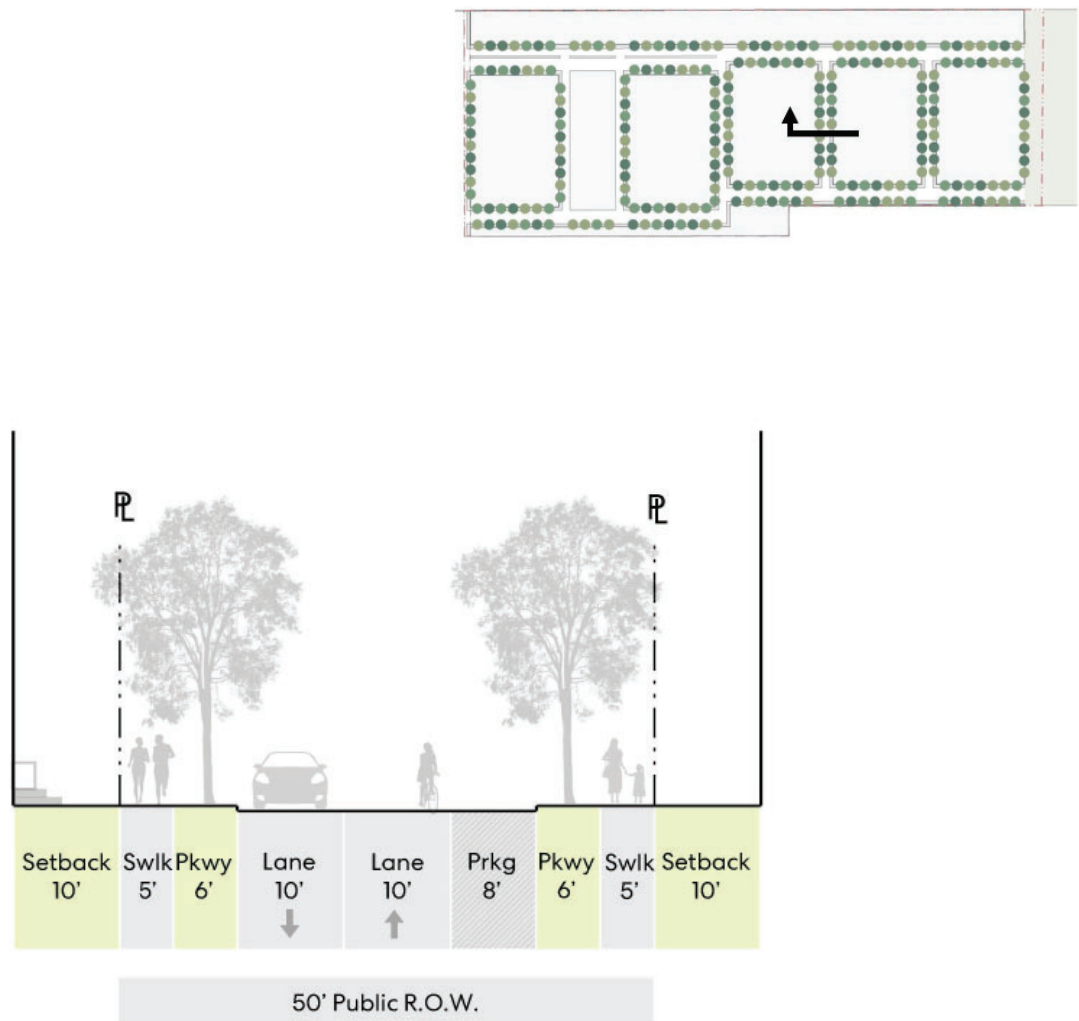 PL
PL
Setback
10'
Swlk
5'
Pkwy
6'
Lane
10'
Lane
10'
Prkg
8'
Pkwy
6'
Swlk
5'
Setback
10'
50' Public R.O.W.